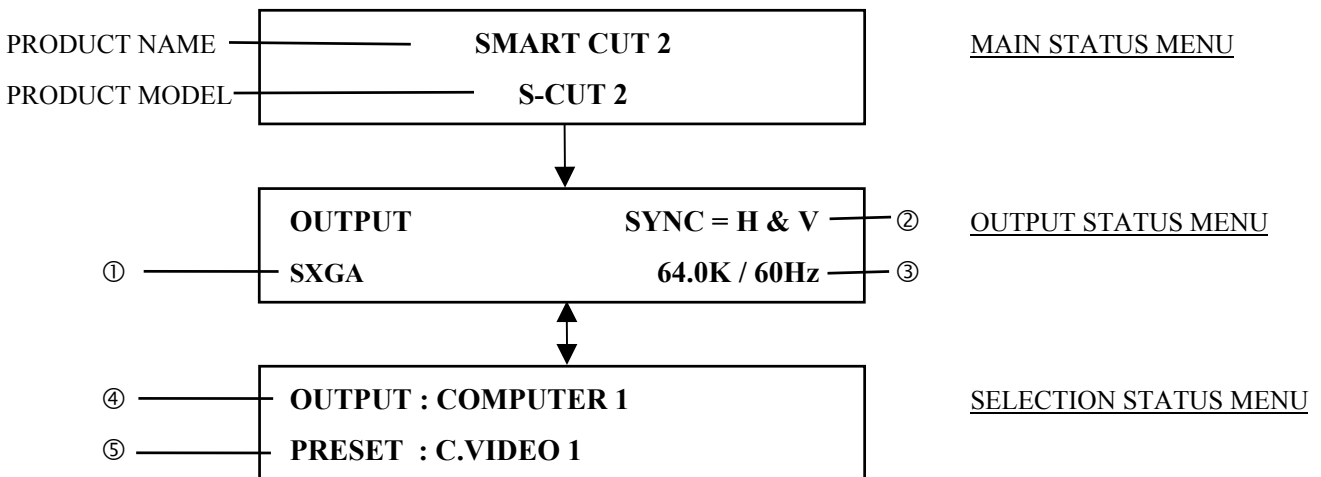 PRODUCT NAME SMART CUT 2 MAIN STATUS MENU
PRODUCT MODEL S-CUT 2
OUTPUT SYNC = H & V ② OUTPUT STATUS MENU
① SXGA 64.0K / 60Hz ③
④ OUTPUT : COMPUTER 1 SELECTION STATUS MENU
⑤ PRESET : C.VIDEO 1